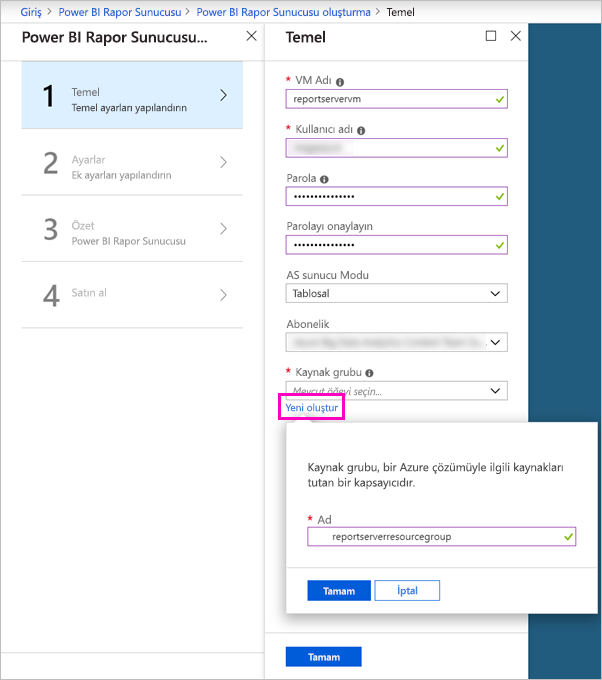 Giriş > Power BI Rapor Sunucusu > Power BI Rapor Sunucusu oluşturma > Temel
Power BI Rapor Sunucusu...
1
Temel
Temel ayarları yapılandırın
2
Ayarlar
Ek ayarları yapılandırın
3
Özet
Power BI Rapor Sunucusu
4
Satın al
Temel
* VM Adı
reportservervm
* Kullanıcı adı
Parola
•••••••••••••••
Parolayı onaylayın
•••••••••••••••
AS sunucu Modu
Tablosal
Abonelik
* Kaynak grubu
Mevcut öğeyi seçin...
Yeni oluştur
Kaynak grubu, bir Azure çözümüyle ilgili kaynakları
tutan bir kapsayıcıdır.
* Ad
reportserverresourcegroup
Tamam
İptal
Tamam